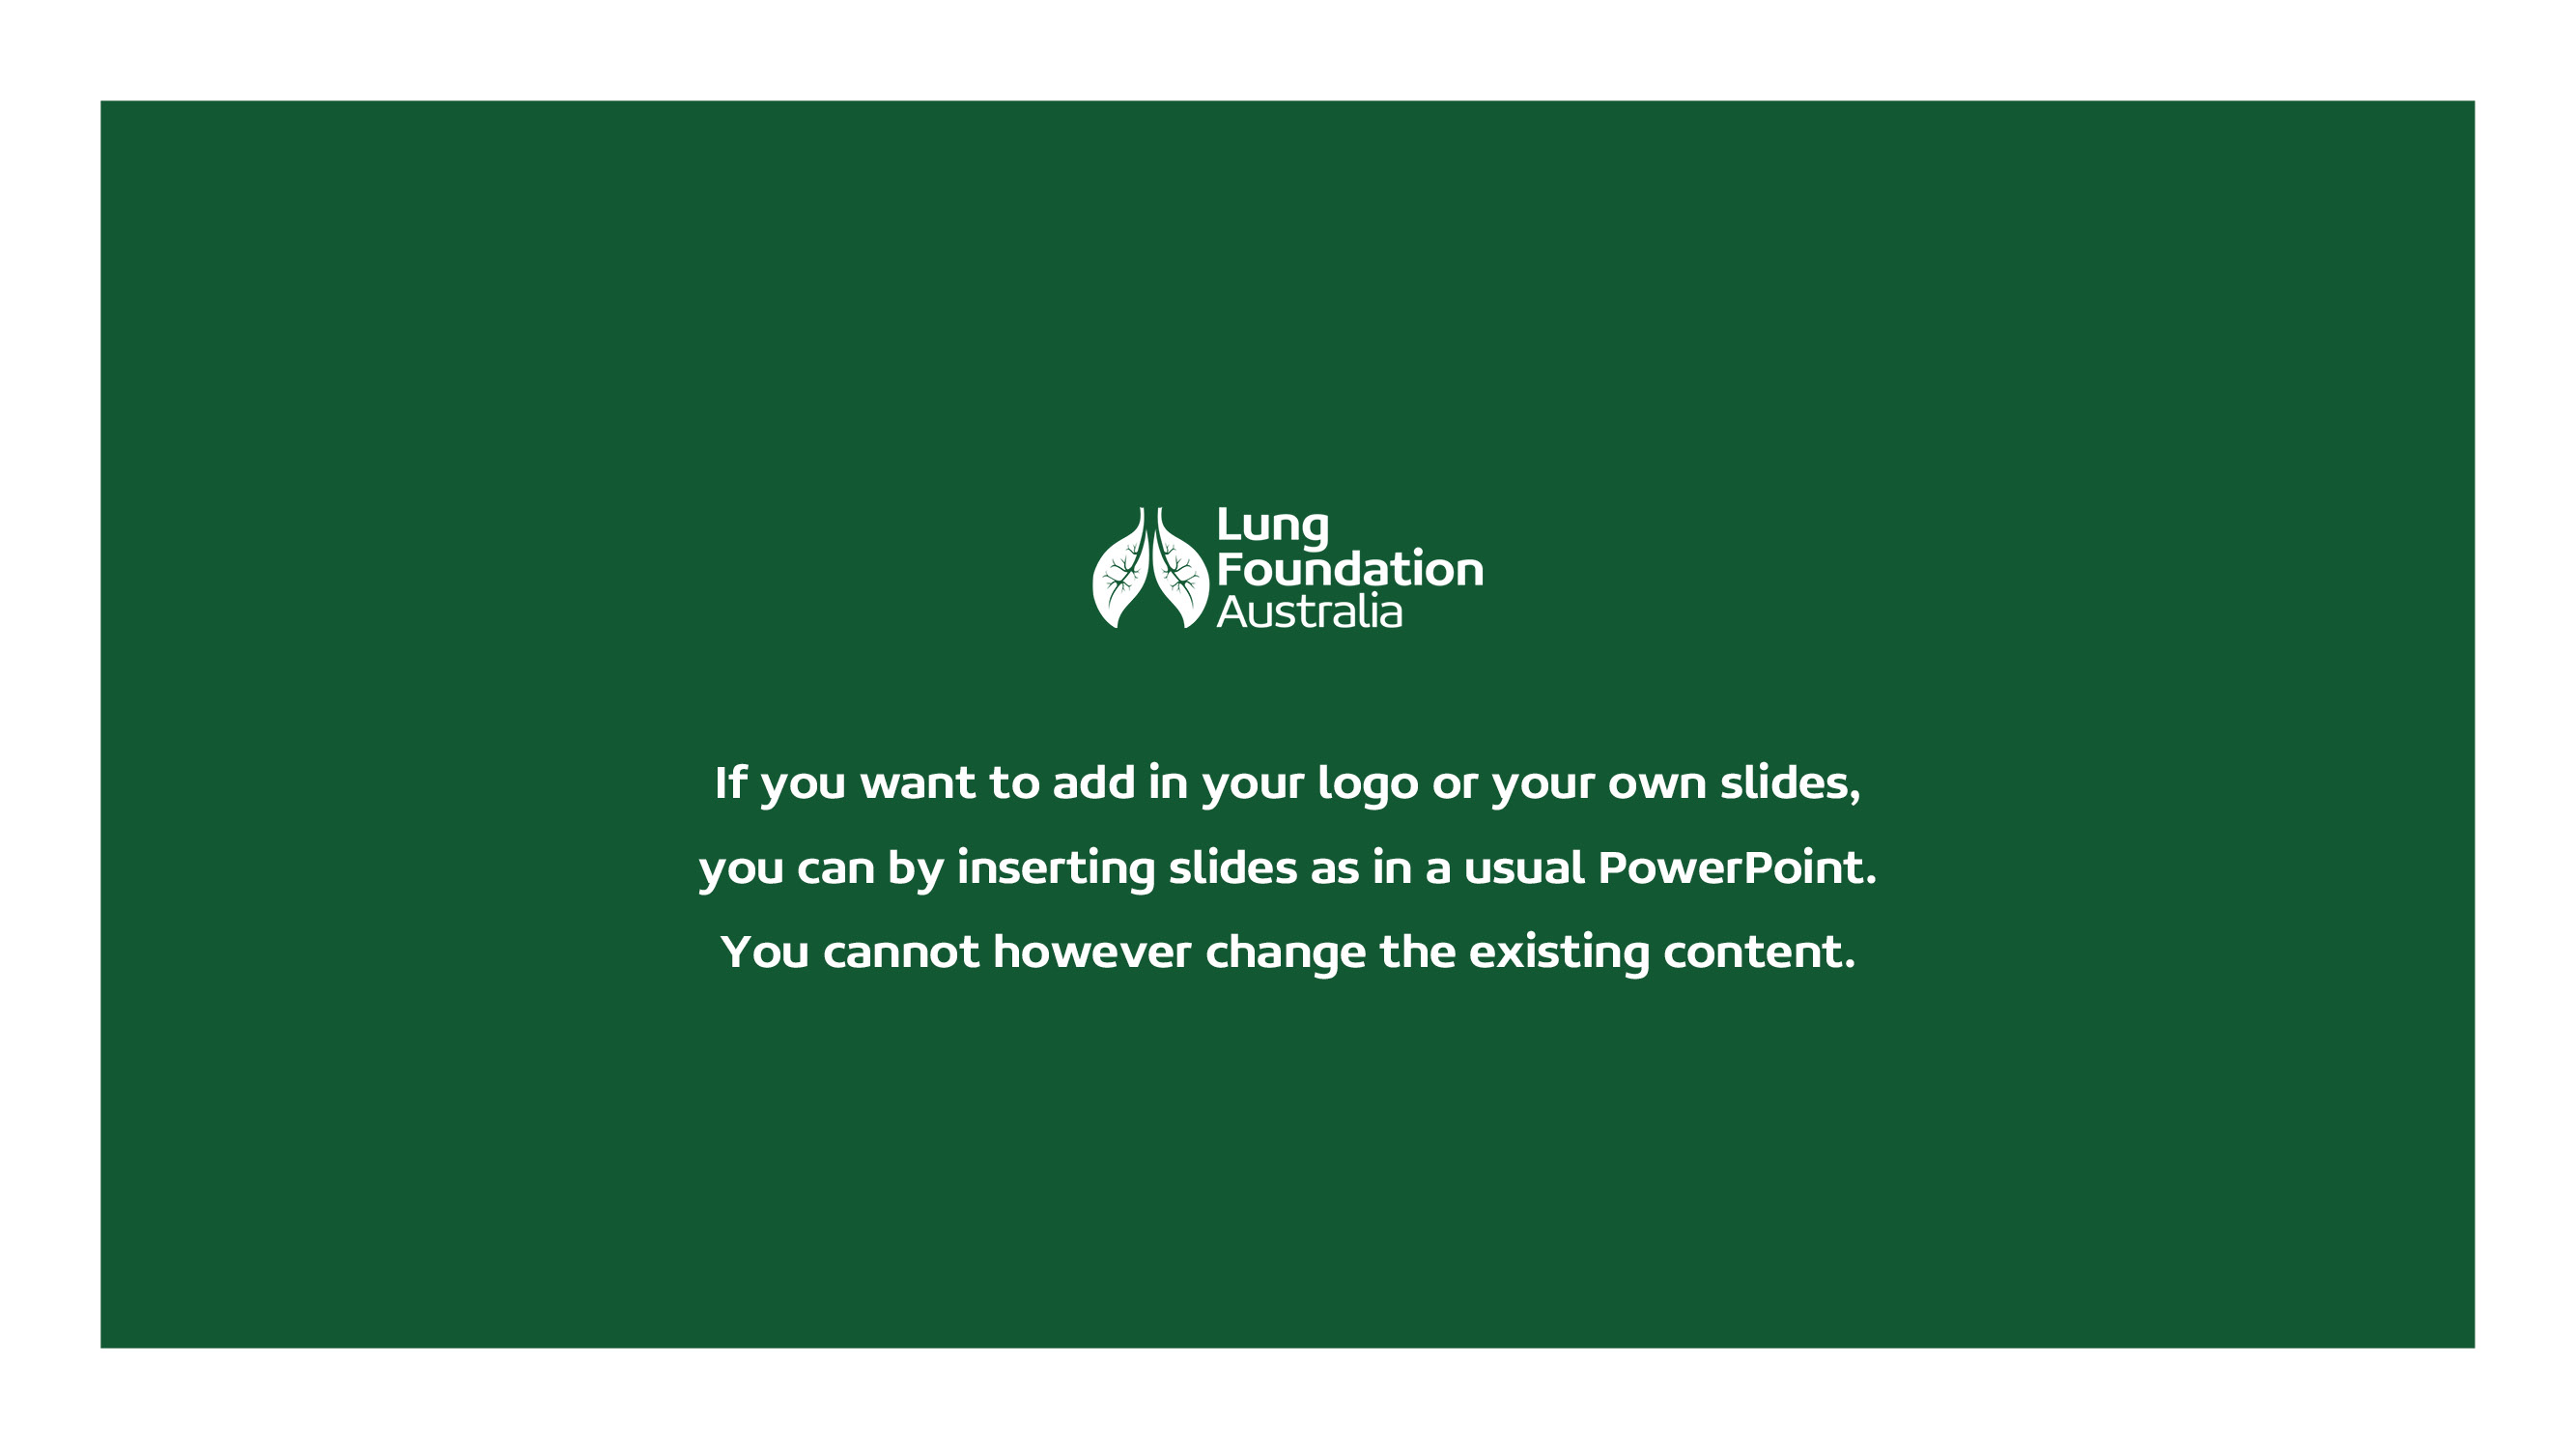 Lung
Foundation
Australia
If you want to add in your logo or your own slides,
you can by inserting slides as in a usual PowerPoint.
You cannot however change the existing content.